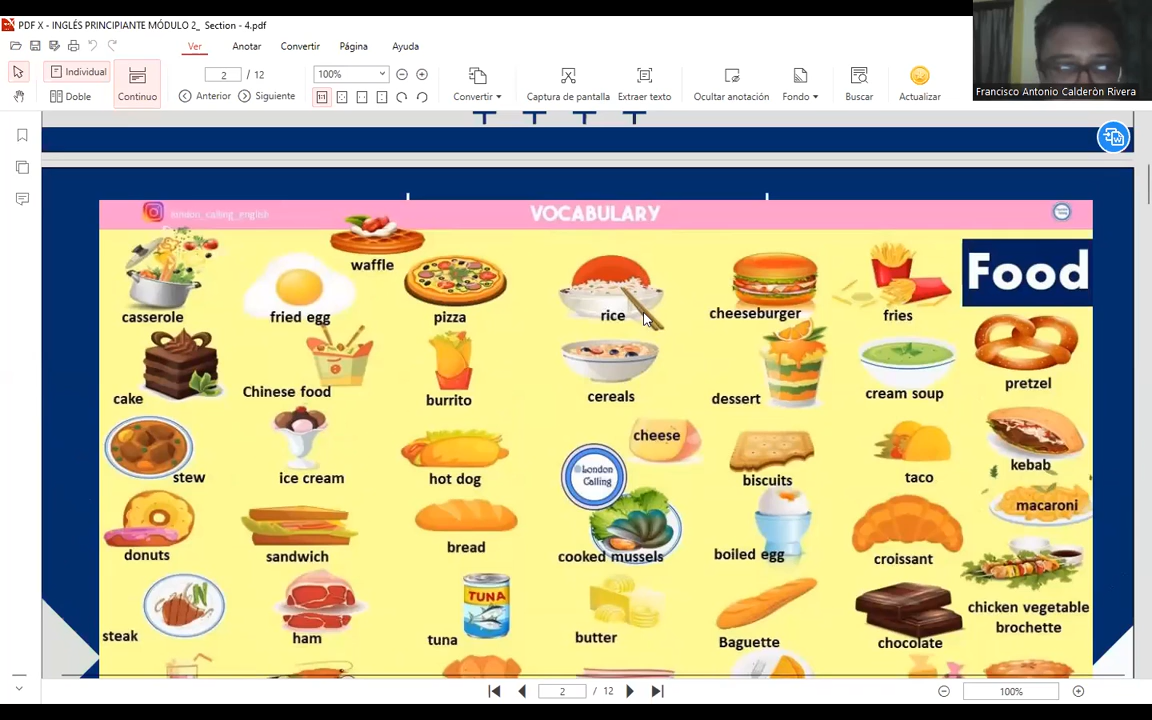 PDF X - INGLÉS PRINCIPIANTE MÓDULO 2_ Section - 4.pdf
Ver Anotar Convertir Página Ayuda
Individual
Doble
Continuo
2 / 12
Anterior Siguiente
100%
Convertir
Captura de pantalla
Extraer texto
Ocultar anotación
Fondo
Buscar
Actualizar
Francisco Antonio Calderòn Rivera
london_calling_english
VOCABULARY
Food
waffle
casserole
fried egg
pizza
rice
cheeseburger
fries
pretzel
cake
Chinese food
burrito
cereals
dessert
cream soup
stew
ice cream
hot dog
cheese
London
Calling
biscuits
taco
kebab
macaroni
donuts
sandwich
bread
cooked mussels
boiled egg
croissant
chicken vegetable
brochette
steak
ham
TUNA
tuna
butter
Baguette
chocolate
2 / 12
100%